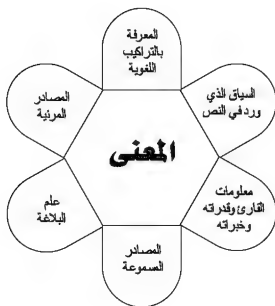 المعرفة
بالتراكيب
اللغوية
السياق الذي
ورد في النص
معلومات
القارئ وقدراته
وخبراته
المصادر
المسموعة
علم
البلاغة
المصادر
المرئية
المعنى